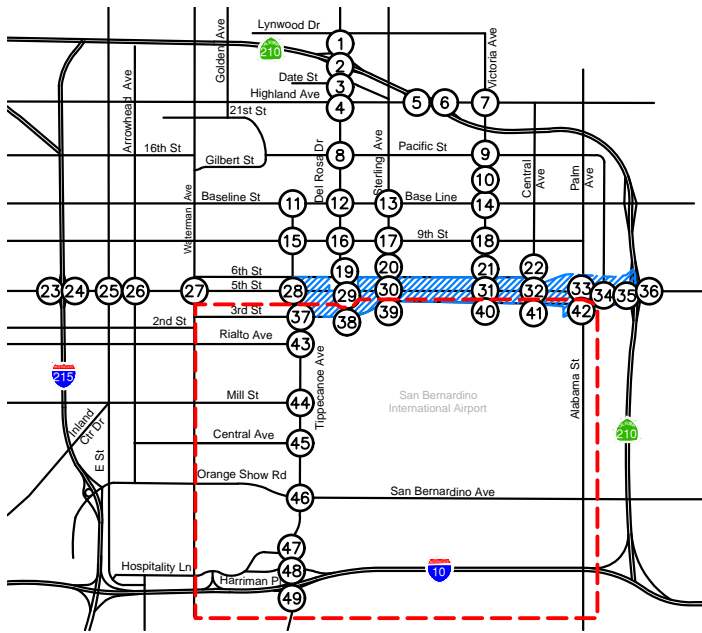 Lynwood Dr
1
Golden Ave
210
2
Victoria Ave
Date St
3
Arrowhead Ave
Highland Ave
4
5
6
7
21st St
16th St
Gilbert St
Del Rosa Dr
8
Sterling Ave
Pacific St
9
10
Central Ave
Palm Ave
Waterman Ave
Baseline St
11
12
13
Base Line
14
15
16
17
18
9th St
6th St
19
20
21
22
5th St
23
24
25
26
27
28
29
30
31
32
33
34
35
36
3rd St
37
38
39
40
41
42
2nd St
Rialto Ave
43
215
Tippecanoe Ave
San Bernardino
International Airport
Alabama St
Mill St
44
Inland
Ctr Dr
210
Central Ave
45
E St
Orange Show Rd
46
San Bernardino Ave
47
Hospitality Ln
48
Harriman P
10
49